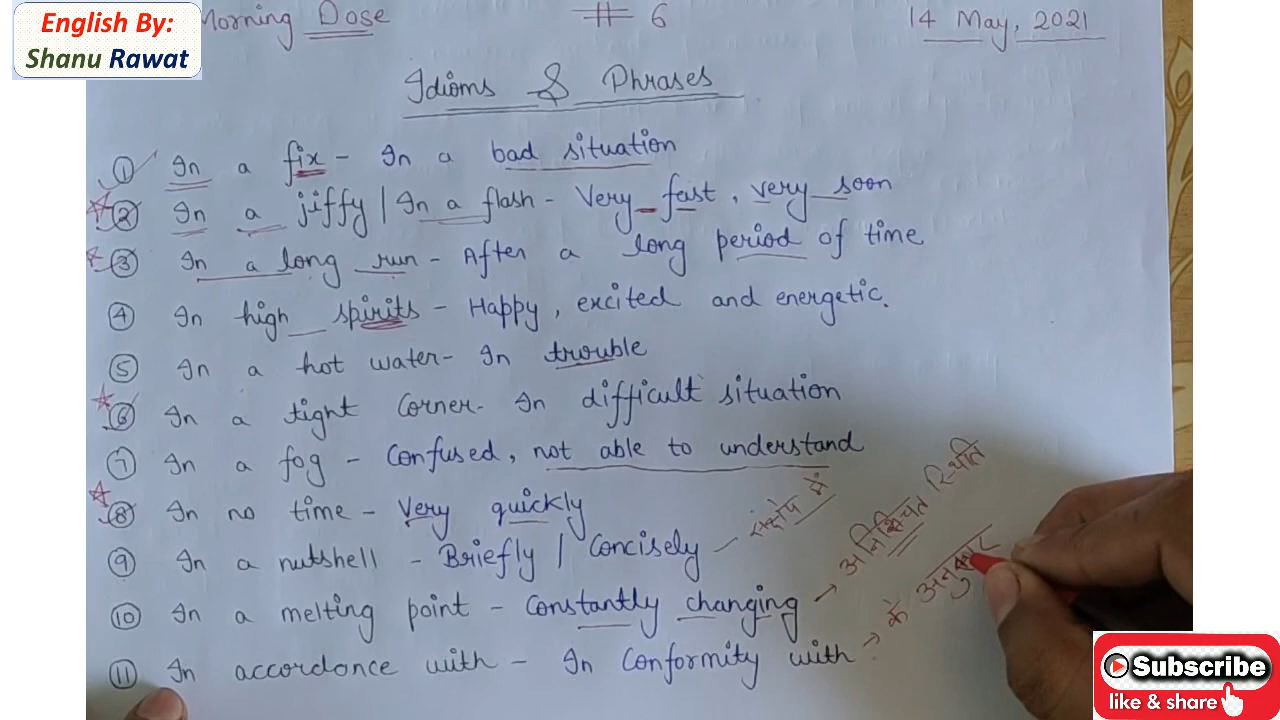 English By:
Shanu Rawat
Morning Dose # 6 14 May, 2021
Idioms & Phrases
① In a fix - In a bad situation
② In a jiffy | In a flash - Very fast, very soon
③ In a long run - After a long period of time
④ In high spirits - Happy, excited and energetic.
⑤ In a hot water - In trouble
⑥ In a tight Corner - In difficult situation
⑦ In a fog - Confused, not able to understand
⑧ In no time - Very quickly
⑨ In a nutshell - Briefly | Concisely - संक्षेप में
⑩ In a melting point - Constantly changing → अनिश्चित स्थिति
⑪ In accordance with - In Conformity with → के अनुसार
Subscribe
like & share